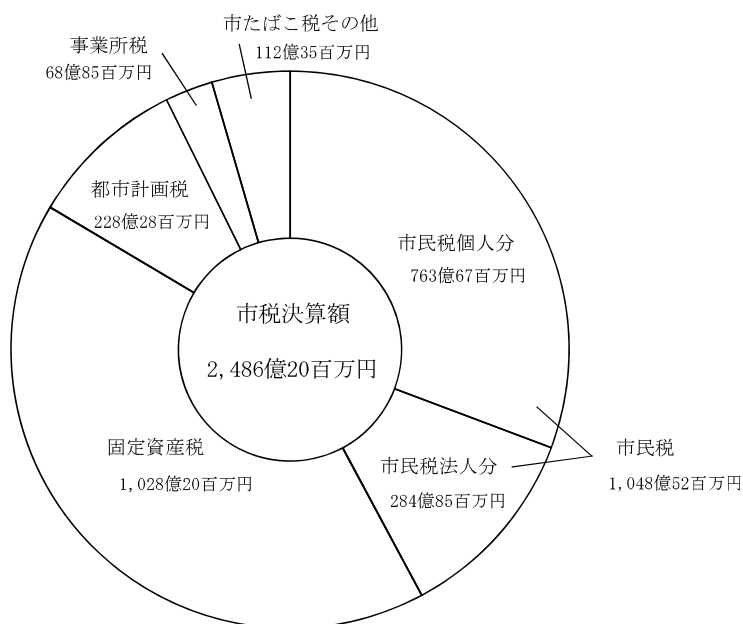 市たばこ税その他
112億35百万円
事業所税
68億85百万円
都市計画税
228億28百万円
市民税個人分
763億67百万円
市税決算額
2,486億20百万円
固定資産税
1,028億20百万円
市民税法人分
284億85百万円
市民税
1,048億52百万円